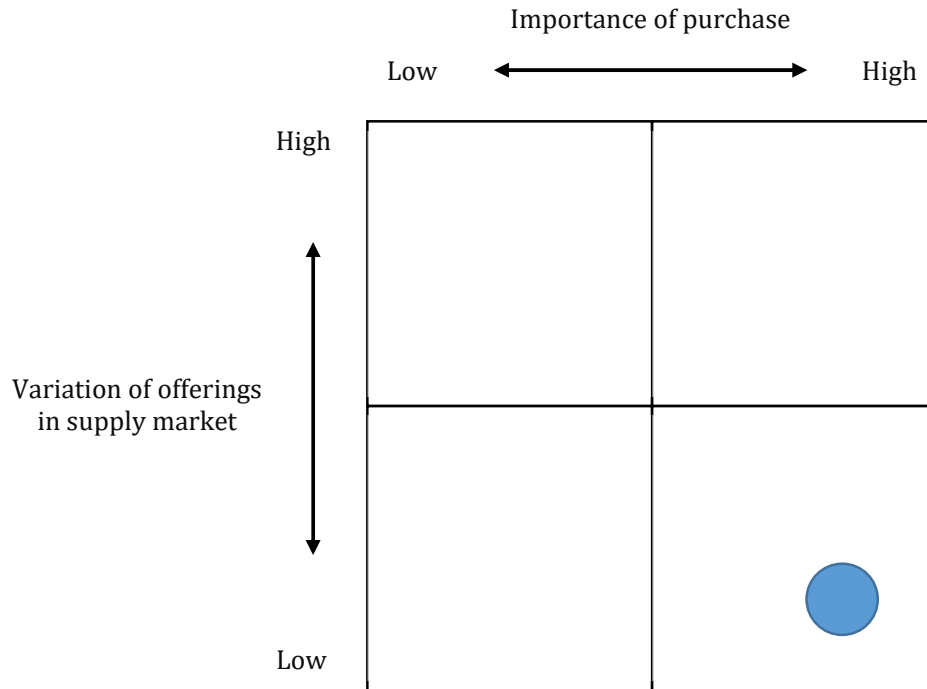 Importance of purchase
Low
High
High
Variation of offerings
in supply market
Low